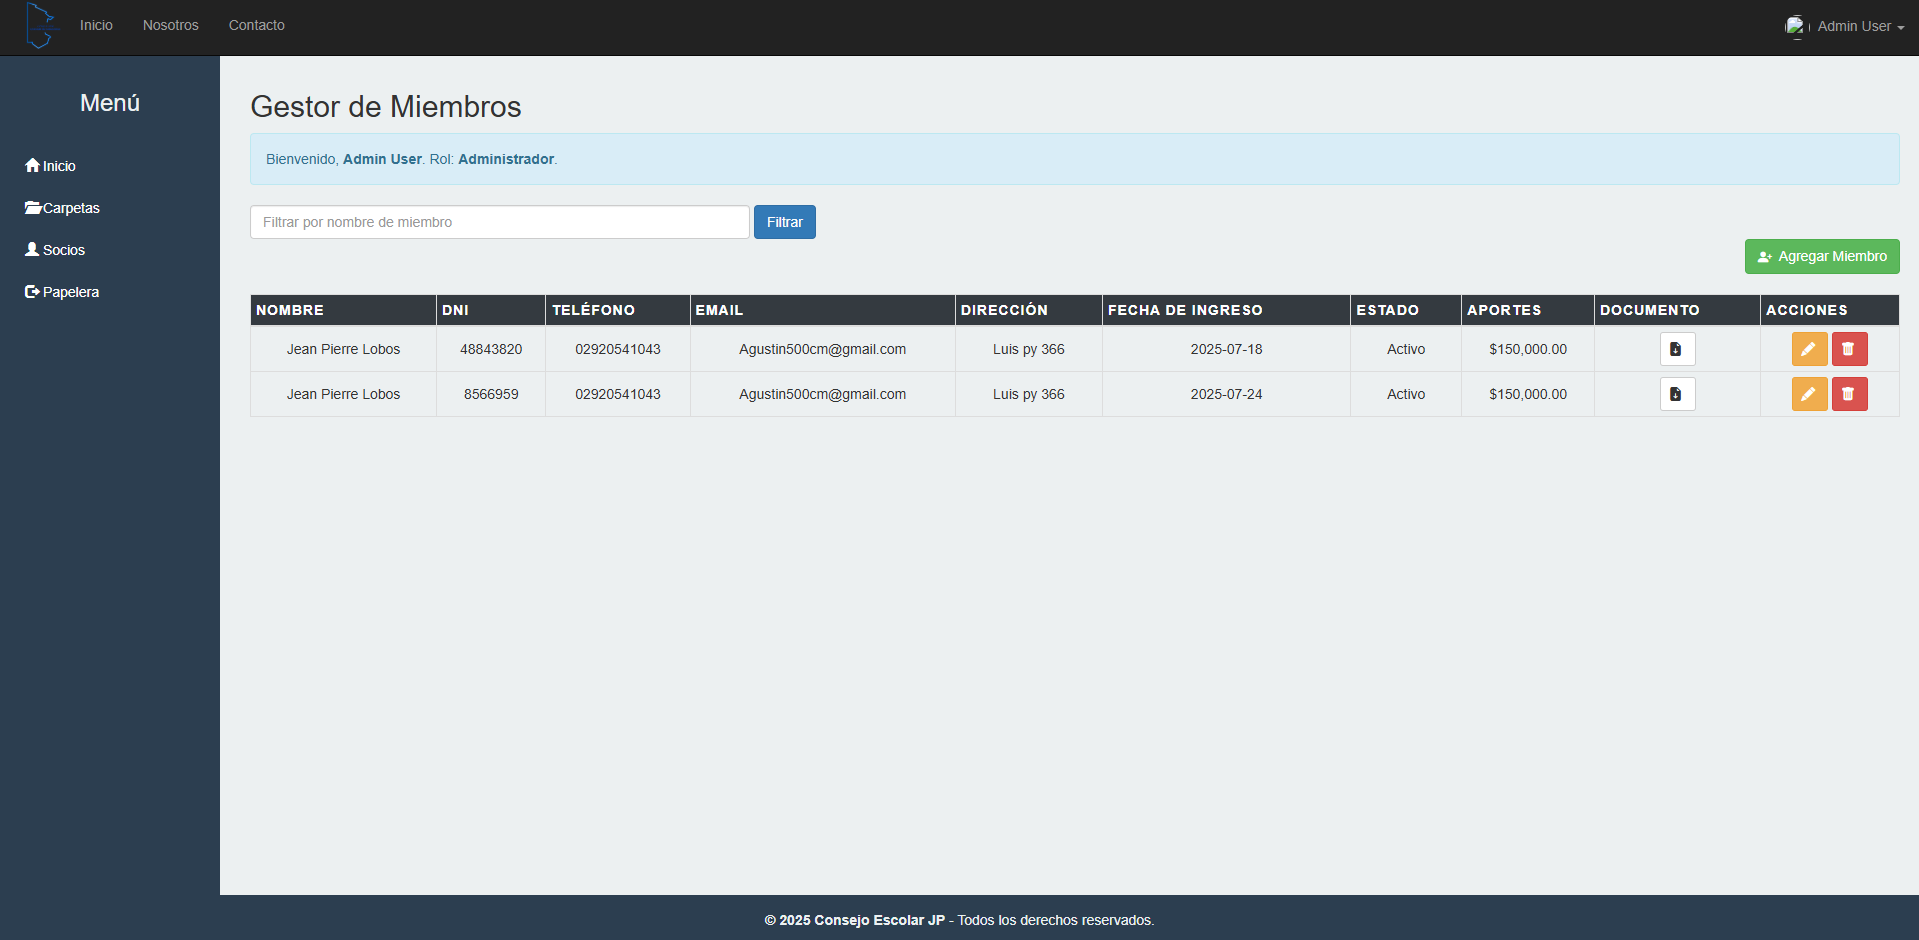 Inicio Nosotros Contacto Admin User
Menú
Inicio
Carpetas
Socios
Papelera
Gestor de Miembros
Bienvenido, Admin User. Rol: Administrador.
Filtrar por nombre de miembro Filtrar
Agregar Miembro
NOMBRE DNI TELÉFONO EMAIL DIRECCIÓN FECHA DE INGRESO ESTADO APORTES DOCUMENTO ACCIONES
Jean Pierre Lobos 48843820 02920541043 Agustin500cm@gmail.com Luis py 366 2025-07-18 Activo $150,000.00
Jean Pierre Lobos 8566959 02920541043 Agustin500cm@gmail.com Luis py 366 2025-07-24 Activo $150,000.00
© 2025 Consejo Escolar JP - Todos los derechos reservados.